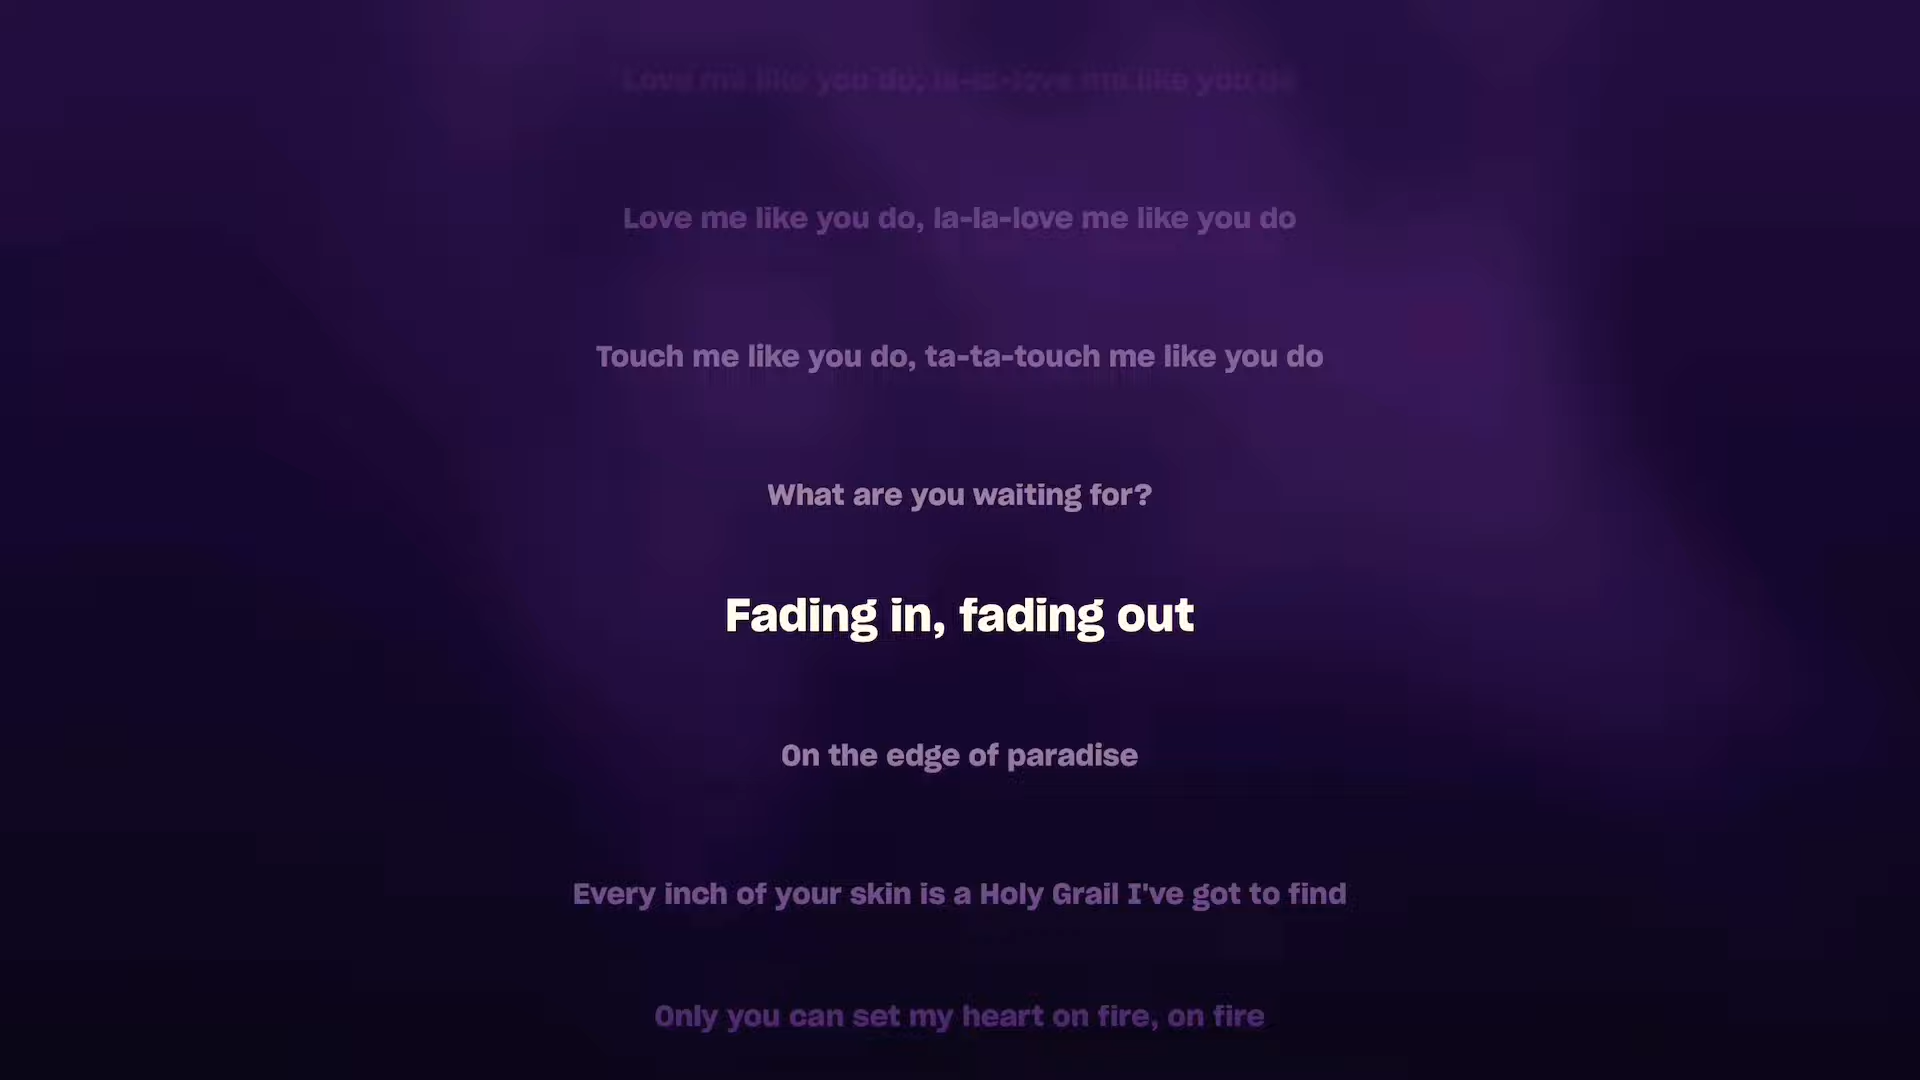 Love me like you do, la-la-love me like you do
Love me like you do, la-la-love me like you do
Touch me like you do, ta-ta-touch me like you do
What are you waiting for?
Fading in, fading out
On the edge of paradise
Every inch of your skin is a Holy Grail I've got to find
Only you can set my heart on fire, on fire